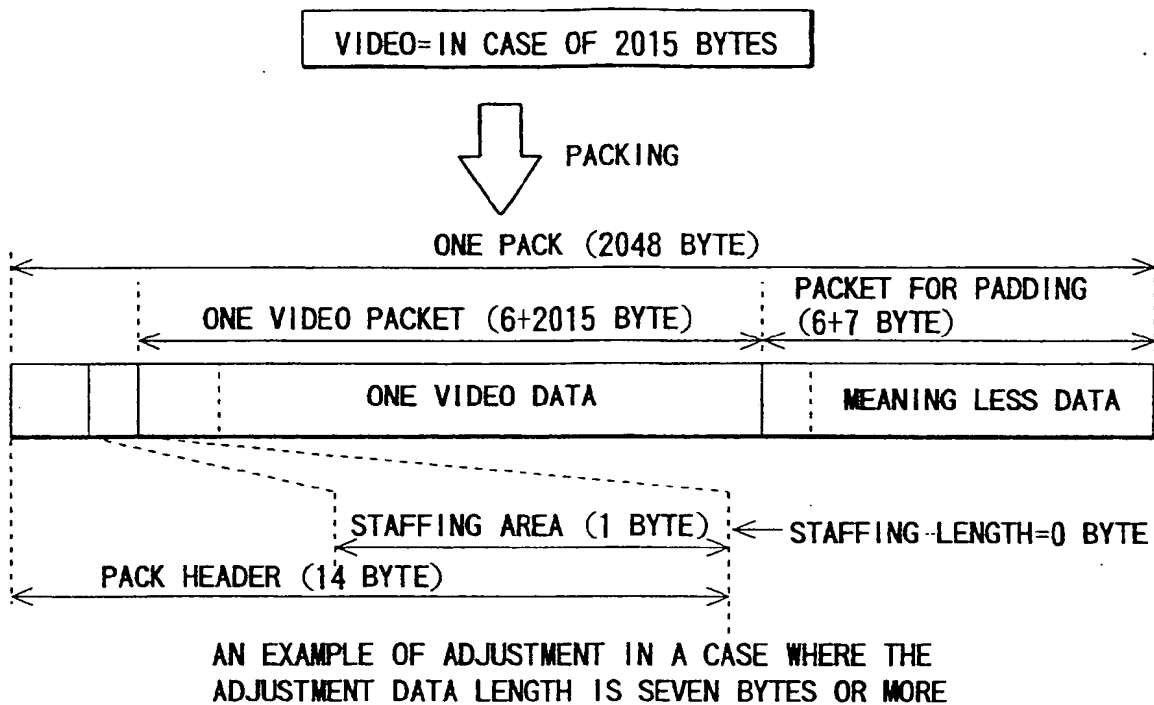 VIDEO=IN CASE OF 2015 BYTES
PACKING
ONE PACK (2048 BYTE)
PACKET FOR PADDING
(6+7 BYTE)
ONE VIDEO PACKET (6+2015 BYTE)
ONE VIDEO DATA
MEANING LESS DATA
STAFFING AREA (1 BYTE)
STAFFING LENGTH=0 BYTE
PACK HEADER (14 BYTE)
AN EXAMPLE OF ADJUSTMENT IN A CASE WHERE THE
ADJUSTMENT DATA LENGTH IS SEVEN BYTES OR MORE